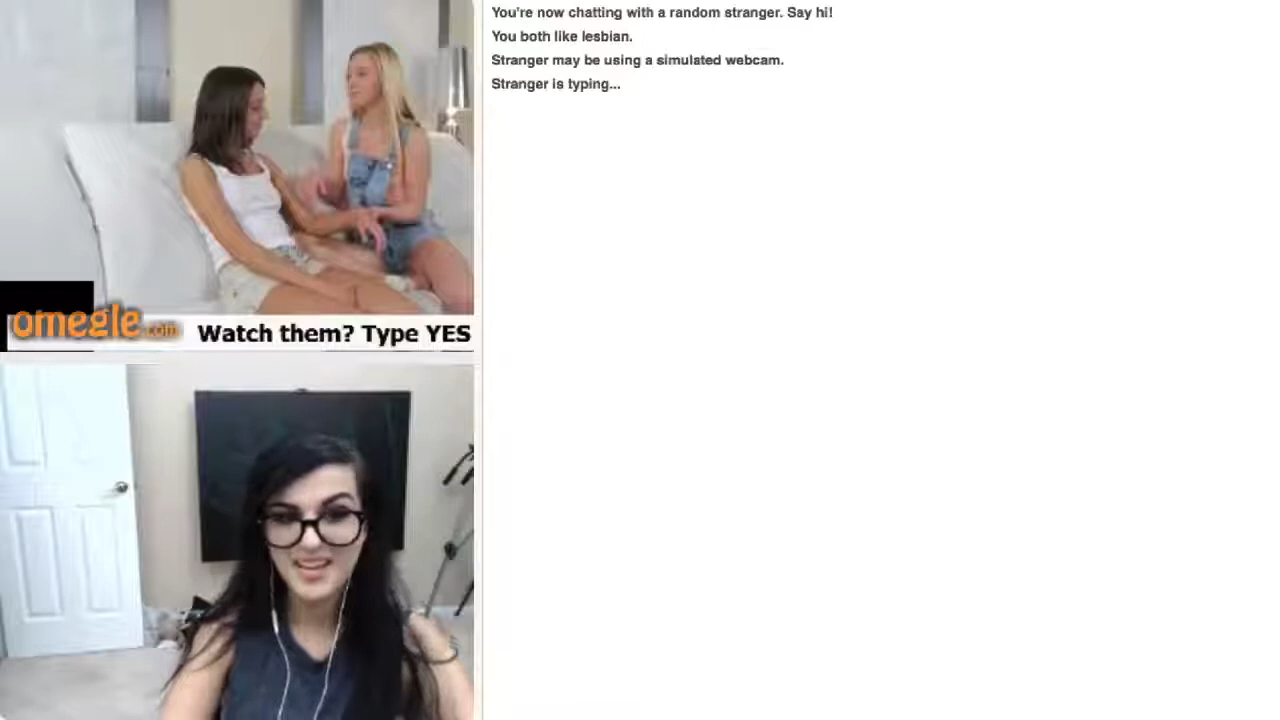 You're now chatting with a random stranger. Say hi!
You both like lesbian.
Stranger may be using a simulated webcam.
Stranger is typing...
omegle.com
Watch them? Type YES